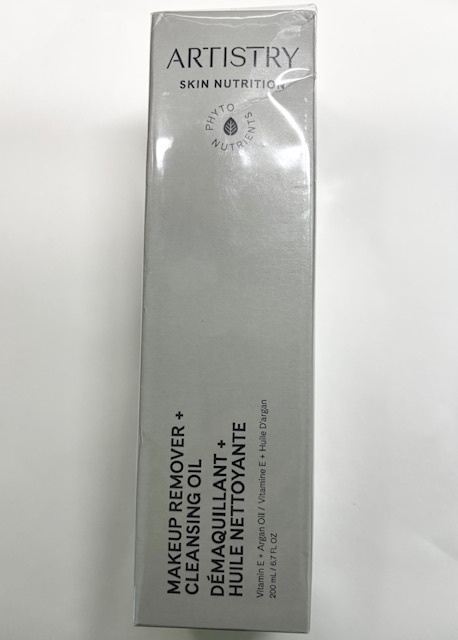 ARTISTRY
SKIN NUTRITION
PHYTO
NUTRIENTS
MAKEUP REMOVER +
CLEANSING OIL
DÉMAQUILLANT +
HUILE NETTOYANTE
Vitamin E + Argan Oil / Vitamine E + Huile D'argan
200 mL / 6.7 FL OZ